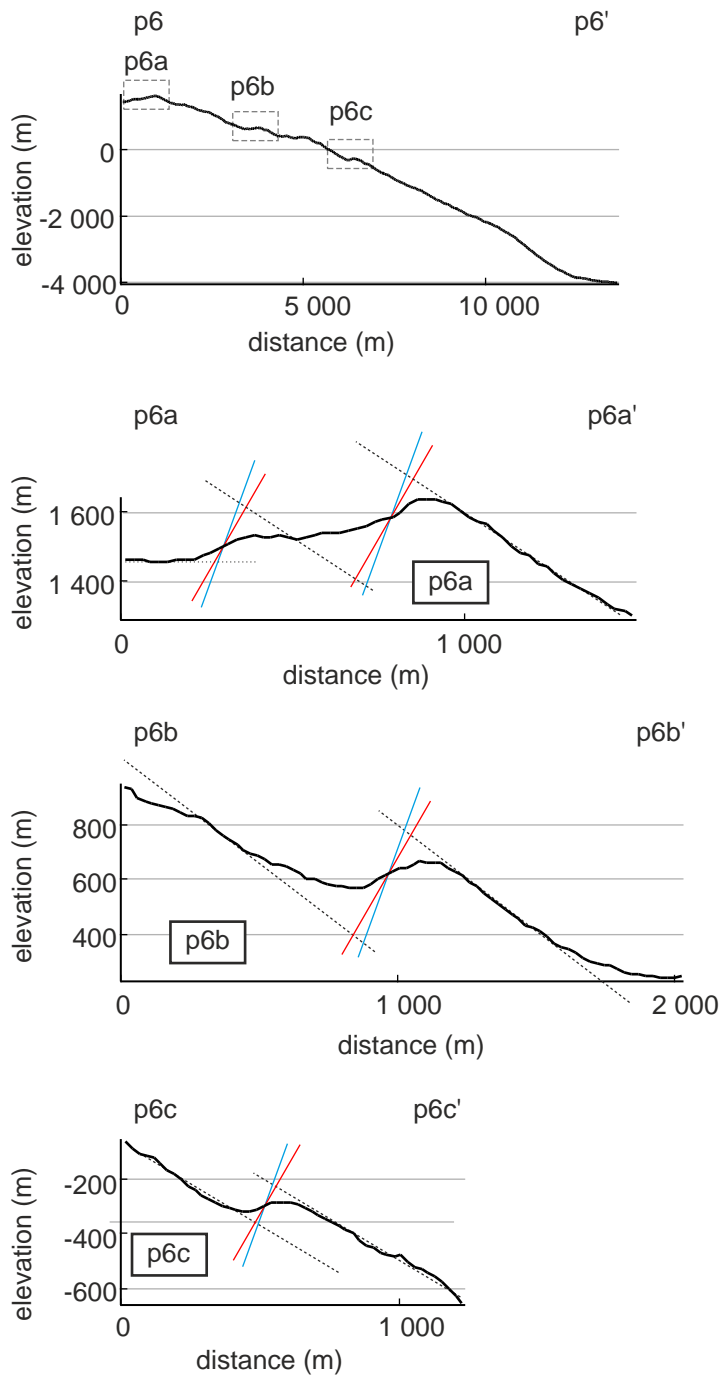 p6 p6'
p6a
p6b
p6c
elevation (m)
0
-2 000
-4 000
0 5 000 10 000
distance (m)
p6a p6a'
elevation (m)
1 600
1 400
p6a
0 1 000
distance (m)
p6b p6b'
elevation (m)
800
600
400
p6b
0 1 000 2 000
distance (m)
p6c p6c'
elevation (m)
-200
-400
-600
p6c
0 1 000
distance (m)